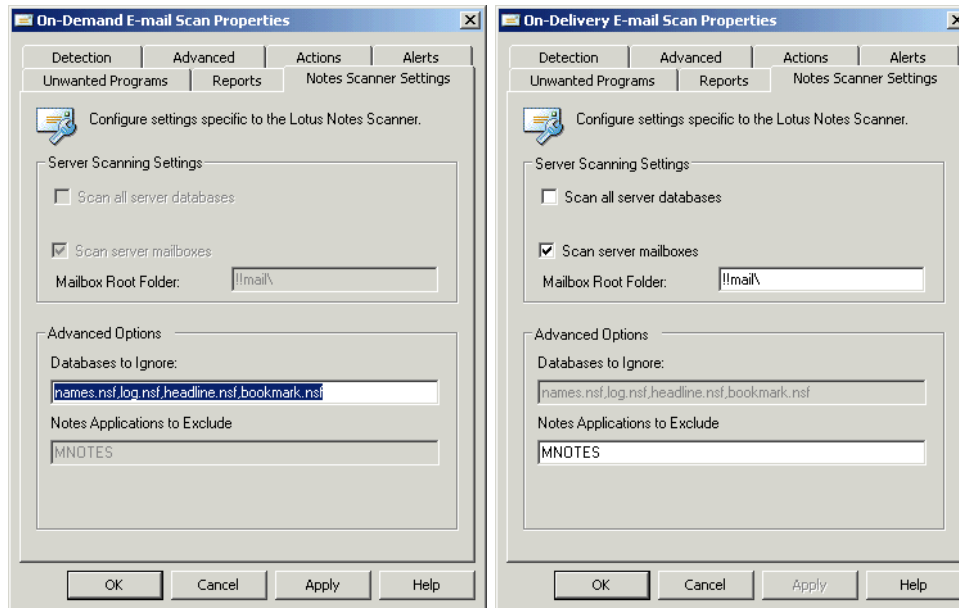 On-Demand E-mail Scan Properties
Detection Advanced Actions Alerts
Unwanted Programs Reports Notes Scanner Settings
Configure settings specific to the Lotus Notes Scanner.
Server Scanning Settings
Scan all server databases
Scan server mailboxes
Mailbox Root Folder: !!mail\
Advanced Options
Databases to Ignore:
names.nsf,log.nsf,headline.nsf,bookmark.nsf
Notes Applications to Exclude
MNOTES
OK Cancel Apply Help
On-Delivery E-mail Scan Properties
Detection Advanced Actions Alerts
Unwanted Programs Reports Notes Scanner Settings
Configure settings specific to the Lotus Notes Scanner.
Server Scanning Settings
Scan all server databases
Scan server mailboxes
Mailbox Root Folder: !!mail\
Advanced Options
Databases to Ignore:
names.nsf,log.nsf,headline.nsf,bookmark.nsf
Notes Applications to Exclude
MNOTES
OK Cancel Apply Help